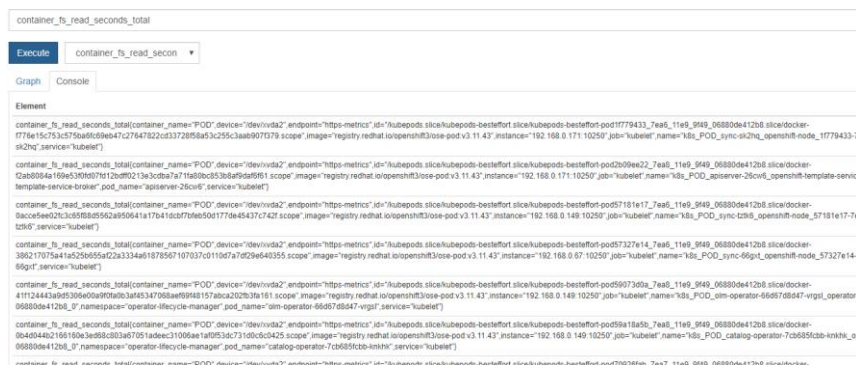 container_fs_read_seconds_total
Execute
container_fs_read_secon
Graph
Console
Element
container_fs_read_seconds_total{container_name="POD",device="/dev/xvda2",endpoint="https-metrics",id="/kubepods.slice/kubepods-besteffort.slice/kubepods-besteffort-pod1f779433_7ea6_11e9_9f49_06880de412b8.slice/docker-
f776e15c753c575ba6fc69eb47c27647822cd33728f58a53c255c3aab907f379.scope",image="registry.redhat.io/openshift3/ose-pod:v3.11.43",instance="192.168.0.171:10250",job="kubelet",name="k8s_POD_sync-sk2hq_openshift-node_1f779433-7
sk2hq",service="kubelet"}
container_fs_read_seconds_total{container_name="POD",device="/dev/xvda2",endpoint="https-metrics",id="/kubepods.slice/kubepods-besteffort.slice/kubepods-besteffort-pod2b09ee22_7ea8_11e9_9f49_06880de412b8.slice/docker-
f2ab8084a169e53f0fd07fd12bdff0213e3cdba7a71fa80bc853b8af9daf6f61.scope",image="registry.redhat.io/openshift3/ose-pod:v3.11.43",instance="192.168.0.171:10250",job="kubelet",name="k8s_POD_apiserver-26cw6_openshift-template-servic
template-service-broker",pod_name="apiserver-26cw6",service="kubelet"}
container_fs_read_seconds_total{container_name="POD",device="/dev/xvda2",endpoint="https-metrics",id="/kubepods.slice/kubepods-besteffort.slice/kubepods-besteffort-pod57181e17_7ea6_11e9_9f49_06880de412b8.slice/docker-
0acce5ee02fc3c65f88d5562a950641a17b41dcbf7bfeb50d177de45437c742f.scope",image="registry.redhat.io/openshift3/ose-pod:v3.11.43",instance="192.168.0.149:10250",job="kubelet",name="k8s_POD_sync-tztk6_openshift-node_57181e17-7e
tztk6",service="kubelet"}
container_fs_read_seconds_total{container_name="POD",device="/dev/xvda2",endpoint="https-metrics",id="/kubepods.slice/kubepods-besteffort.slice/kubepods-besteffort-pod57327e14_7ea6_11e9_9f49_06880de412b8.slice/docker-
386217075a41a525b655af22a3334a61878567107037c0110d7a7df29e640355.scope",image="registry.redhat.io/openshift3/ose-pod:v3.11.43",instance="192.168.0.67:10250",job="kubelet",name="k8s_POD_sync-66gxt_openshift-node_57327e14-
66gxt",service="kubelet"}
container_fs_read_seconds_total{container_name="POD",device="/dev/xvda2",endpoint="https-metrics",id="/kubepods.slice/kubepods-besteffort.slice/kubepods-besteffort-pod59073d0a_7ea8_11e9_9f49_06880de412b8.slice/docker-
41f124443a9d5306e00a9f0fa0b3af45347068aef69f48157abca202fb3fa161.scope",image="registry.redhat.io/openshift3/ose-pod:v3.11.43",instance="192.168.0.149:10250",job="kubelet",name="k8s_POD_olm-operator-66d67d8d47-vrgsl_operator
06880de412b8_0",namespace="operator-lifecycle-manager",pod_name="olm-operator-66d67d8d47-vrgsl",service="kubelet"}
container_fs_read_seconds_total{container_name="POD",device="/dev/xvda2",endpoint="https-metrics",id="/kubepods.slice/kubepods-besteffort.slice/kubepods-besteffort-pod59a18a5b_7ea8_11e9_9f49_06880de412b8.slice/docker-
0b4d044b2166160e3ed68c803a67051adeec31006ae1af0f53dc731d0c6c0425.scope",image="registry.redhat.io/openshift3/ose-pod:v3.11.43",instance="192.168.0.149:10250",job="kubelet",name="k8s_POD_catalog-operator-7cb685fcbb-knkhk_o
06880de412b8_0",namespace="operator-lifecycle-manager",pod_name="catalog-operator-7cb685fcbb-knkhk",service="kubelet"}